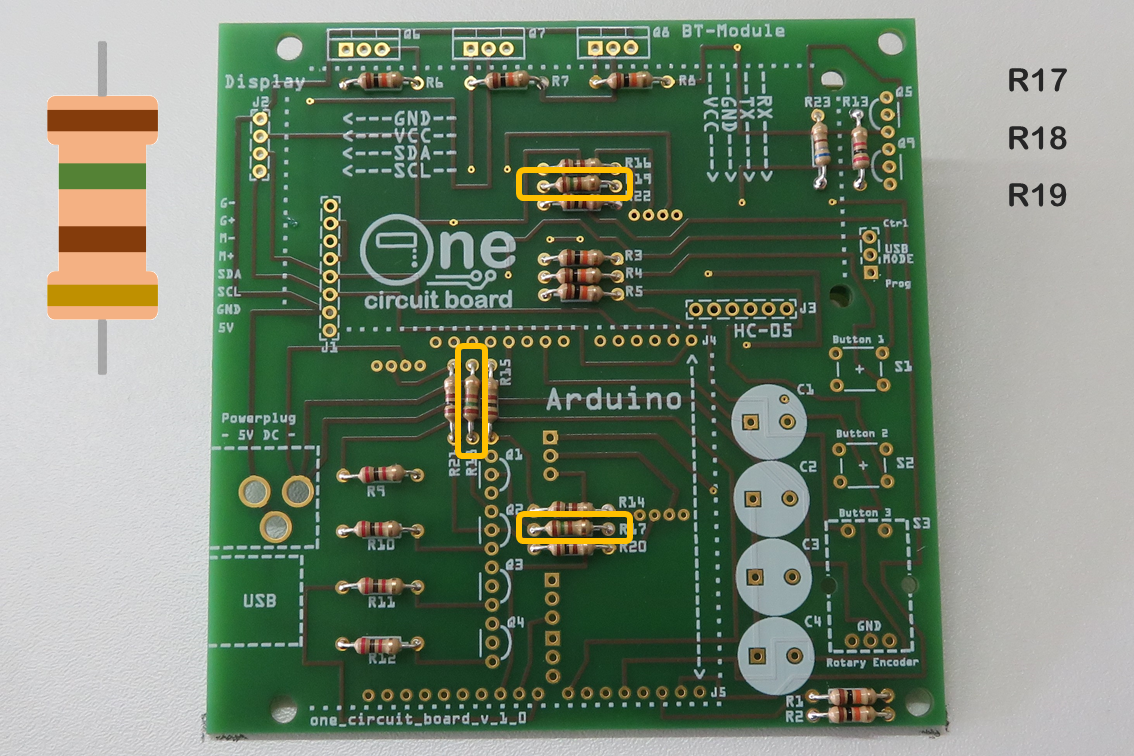 Q6
Q7
Q8
BT-Module
R17
R18
R19
Display
R6
R7
R8
J2
R23
R13
Q5
<---GND---
<---VCC---
<---SDA---
<---SCL---
VCC
GND
TX
RX
Q9
R16
R22
G-
G+
M-
M+
SDA
SCL
GND
5V
J1
One
circuit board
R3
R4
R5
Ctrl
USB
MODE
Prog
J3
HC-05
J4
Button 1
S1
R15
Arduino
C1
Powerplug
- 5V DC -
R21
Q1
Button 2
S2
C2
R9
Q2
R14
R17
R20
Button 3
S3
R10
C3
Q3
USB
R11
Q4
C4
GND
R12
Rotary Encoder
J5
R1
R2
one_circuit_board_v_1_0